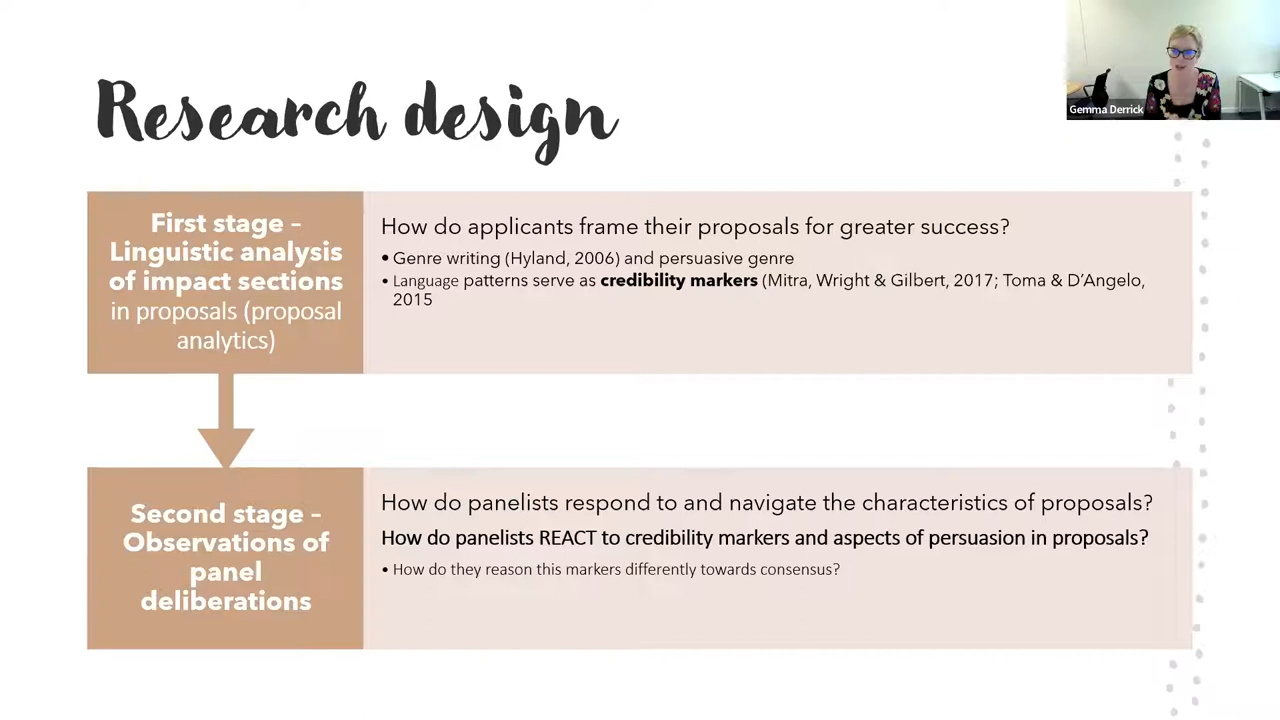 Research design
Gemma Derrick
First stage –
Linguistic analysis
of impact sections
in proposals (proposal
analytics)
How do applicants frame their proposals for greater success?
• Genre writing (Hyland, 2006) and persuasive genre
• Language patterns serve as credibility markers (Mitra, Wright & Gilbert, 2017; Toma & D’Angelo,
2015
Second stage –
Observations of
panel
deliberations
How do panelists respond to and navigate the characteristics of proposals?
How do panelists REACT to credibility markers and aspects of persuasion in proposals?
• How do they reason this markers differently towards consensus?